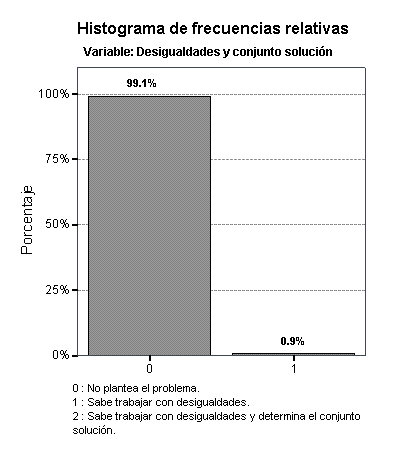 Histograma de frecuencias relativas
Variable: Desigualdades y conjunto solución
99.1%
100%
75%
50%
25%
0%
Porcentaje
0.9%
0
1
0 : No plantea el problema.
1 : Sabe trabajar con desigualdades.
2 : Sabe trabajar con desigualdades y determina el conjunto
solución.